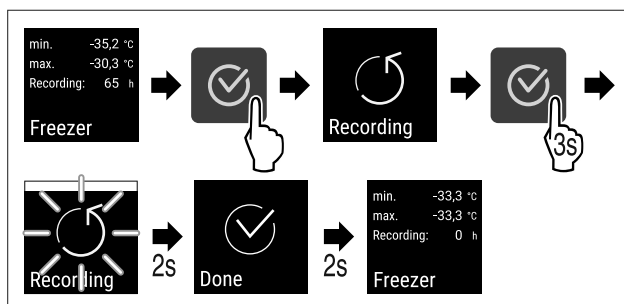 min. -35,2 °C
max. -30,3 °C
Recording: 65 h
Freezer
Recording
3s
Recording
2s
Done
2s
min. -33,3 °C
max. -33,3 °C
Recording: 0 h
Freezer